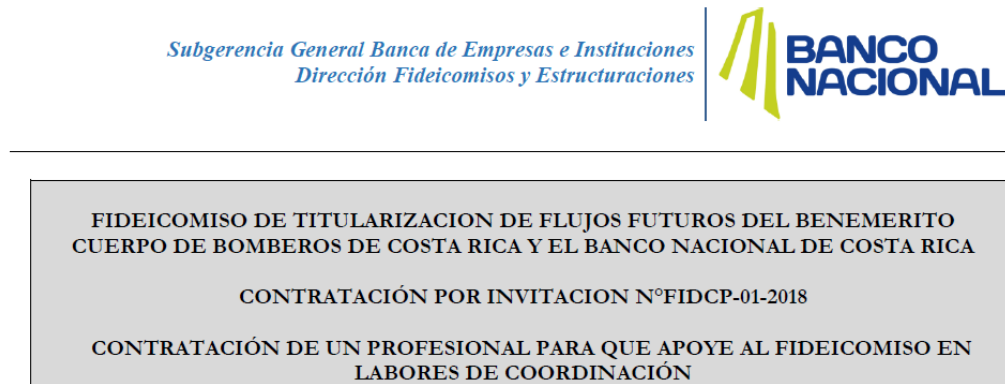 Subgerencia General Banca de Empresas e Instituciones
Dirección Fideicomisos y Estructuraciones
BANCO
NACIONAL
FIDEICOMISO DE TITULARIZACION DE FLUJOS FUTUROS DEL BENEMERITO
CUERPO DE BOMBEROS DE COSTA RICA Y EL BANCO NACIONAL DE COSTA RICA
CONTRATACIÓN POR INVITACION N°FIDCP-01-2018
CONTRATACIÓN DE UN PROFESIONAL PARA QUE APOYE AL FIDEICOMISO EN
LABORES DE COORDINACIÓN